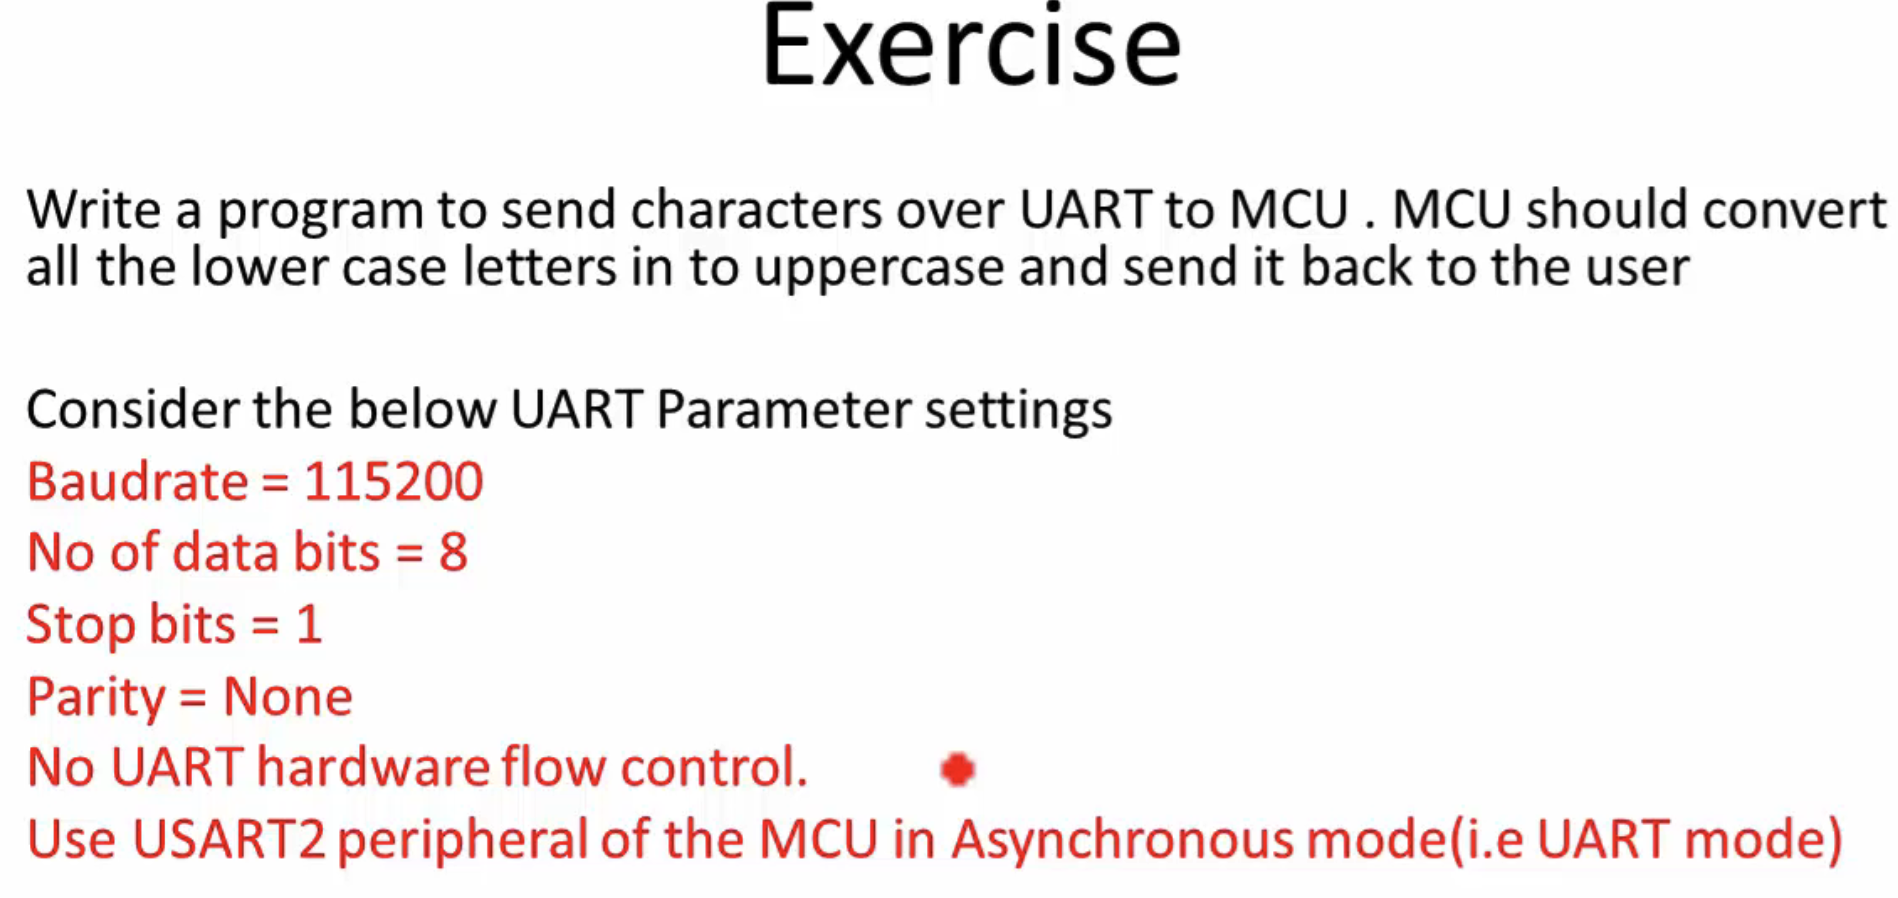 Exercise
Write a program to send characters over UART to MCU . MCU should convert
all the lower case letters in to uppercase and send it back to the user
Consider the below UART Parameter settings
Baudrate = 115200
No of data bits = 8
Stop bits = 1
Parity = None
No UART hardware flow control.
Use USART2 peripheral of the MCU in Asynchronous mode(i.e UART mode)